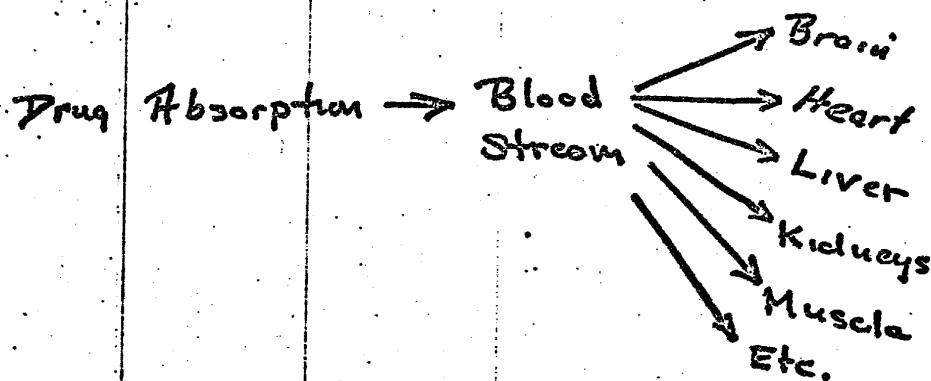 Brain
Drug Absorption → Blood
Stream
Heart
Liver
Kidneys
Muscle
Etc.